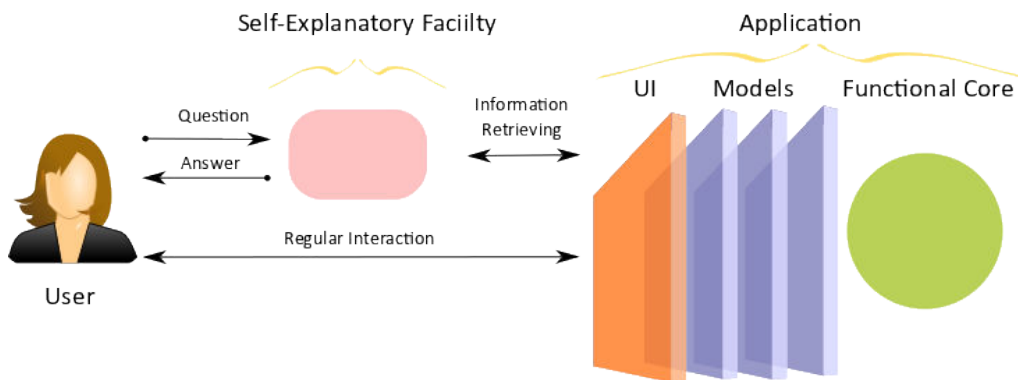 Self-Explanatory Faciilty
Application
UI
Models
Functional Core
Question
Answer
Information
Retrieving
Regular Interaction
User